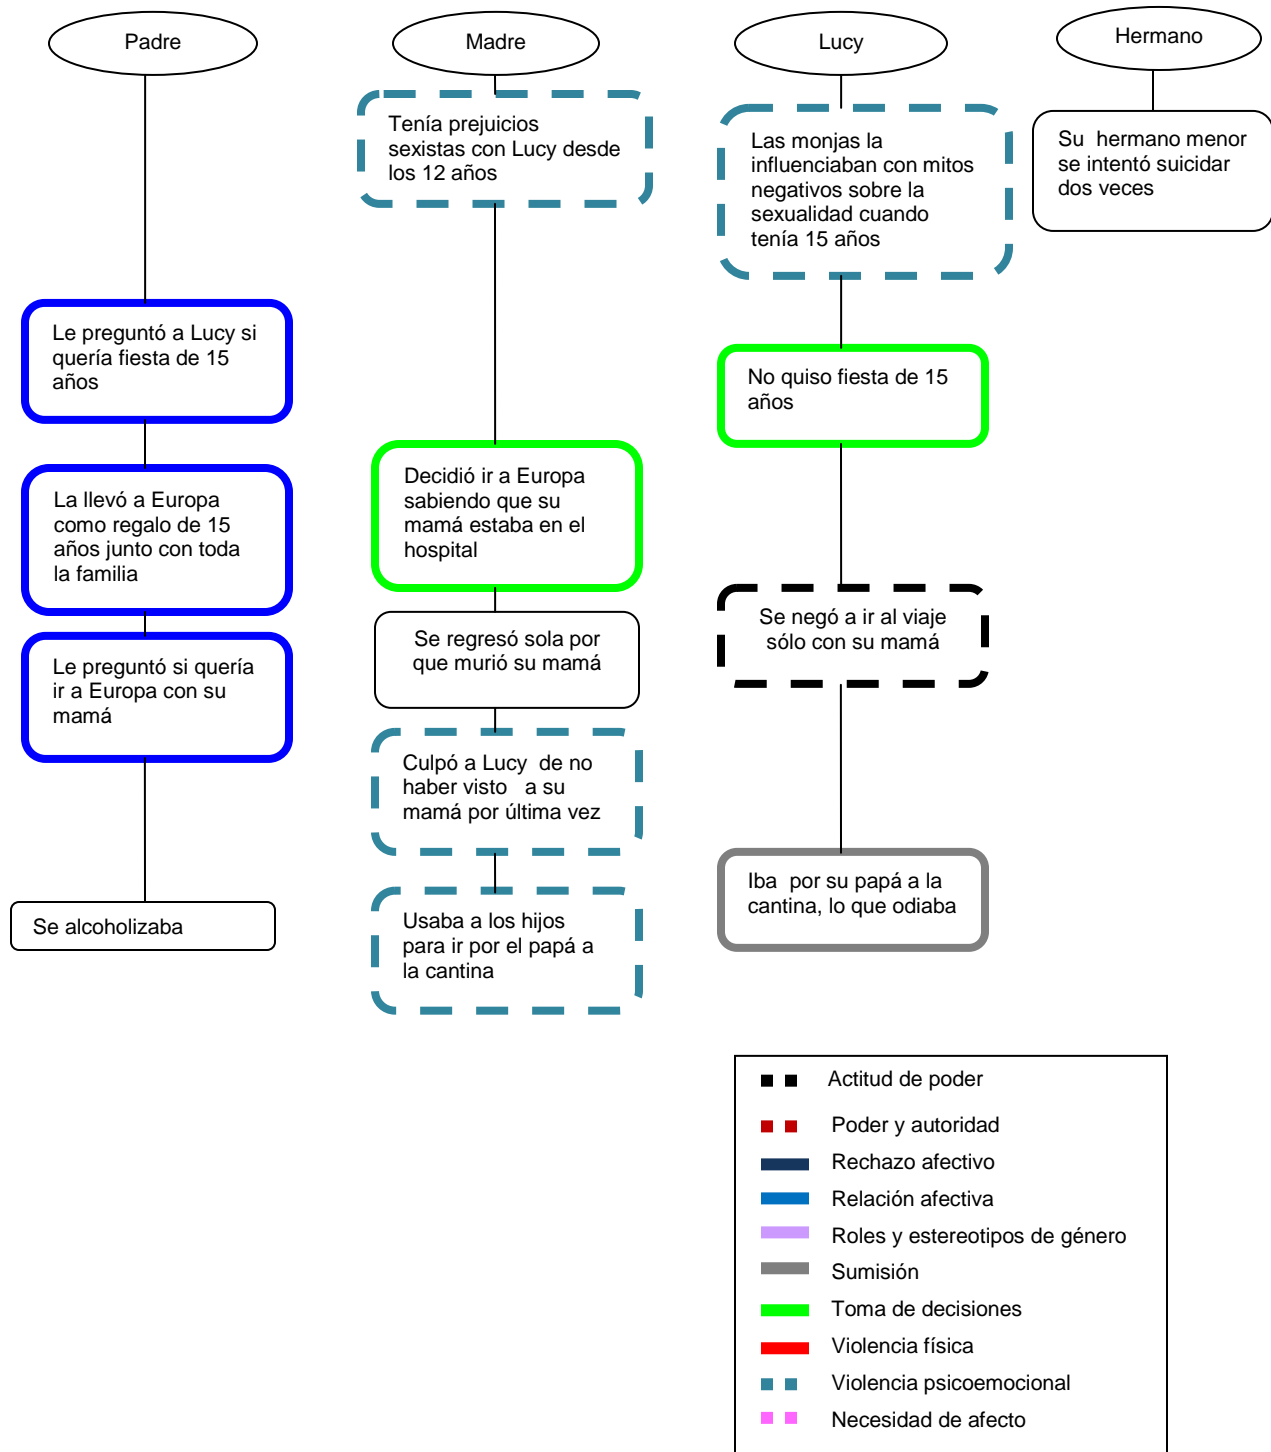 Padre
Madre
Lucy
Hermano
Tenía prejuicios
sexistas con Lucy desde
los 12 años
Las monjas la
influenciaban con mitos
negativos sobre la
sexualidad cuando
tenía 15 años
Su hermano menor
se intentó suicidar
dos veces
Le preguntó a Lucy si
quería fiesta de 15
años
No quiso fiesta de 15
años
La llevó a Europa
como regalo de 15
años junto con toda
la familia
Decidió ir a Europa
sabiendo que su
mamá estaba en el
hospital
Le preguntó si quería
ir a Europa con su
mamá
Se regresó sola por
que murió su mamá
Se negó a ir al viaje
sólo con su mamá
Culpó a Lucy de no
haber visto a su
mamá por última vez
Iba por su papá a la
cantina, lo que odiaba
Se alcoholizaba
Usaba a los hijos
para ir por el papá a
la cantina
Actitud de poder
Poder y autoridad
Rechazo afectivo
Relación afectiva
Roles y estereotipos de género
Sumisión
Toma de decisiones
Violencia física
Violencia psicoemocional
Necesidad de afecto